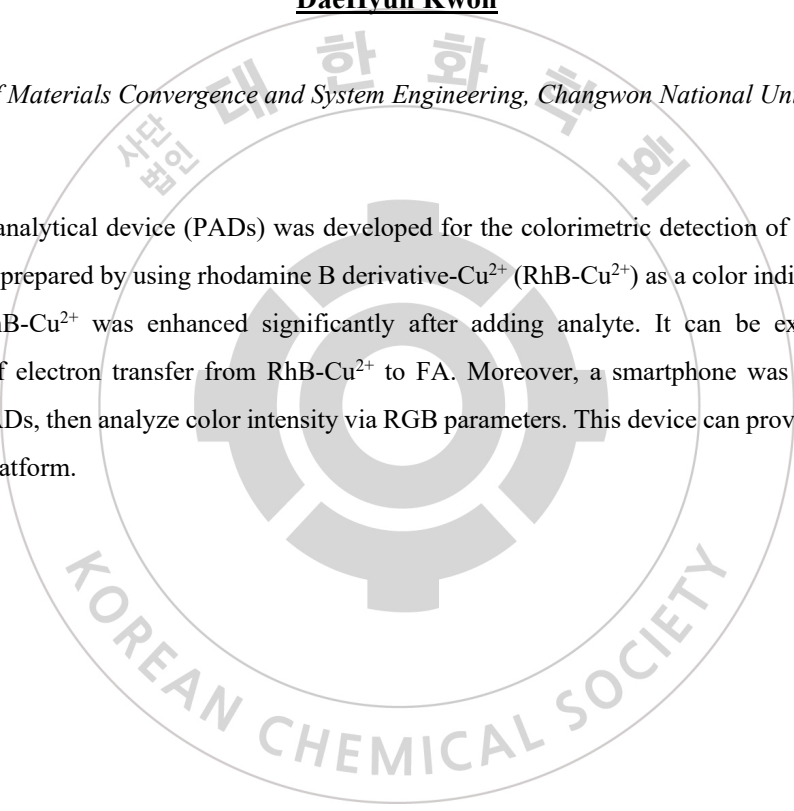 DaeHyun Kwon
f Materials Convergence and System Engineering, Changwon National Uni
analytical device (PADs) was developed for the colorimetric detection of
prepared by using rhodamine B derivative-Cu²⁺ (RhB-Cu²⁺) as a color indi
B-Cu²⁺ was enhanced significantly after adding analyte. It can be ex
f electron transfer from RhB-Cu²⁺ to FA. Moreover, a smartphone was
ADs, then analyze color intensity via RGB parameters. This device can prov
atform.
사단법인 대한화학회
KOREAN CHEMICAL SOCIETY